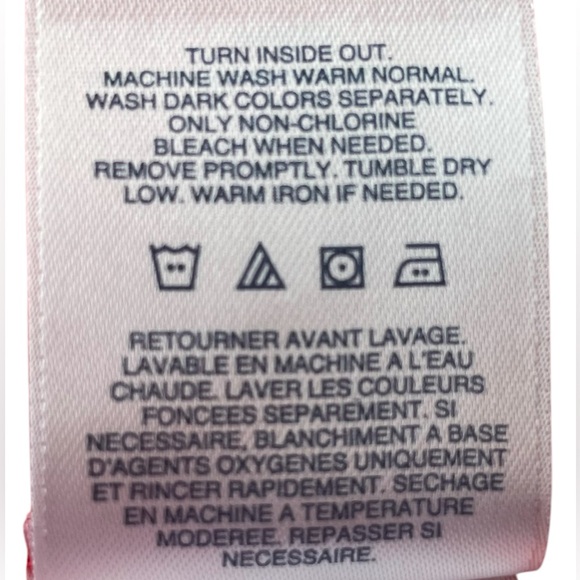 TURN INSIDE OUT.
MACHINE WASH WARM NORMAL.
WASH DARK COLORS SEPARATELY.
ONLY NON-CHLORINE
BLEACH WHEN NEEDED.
REMOVE PROMPTLY. TUMBLE DRY
LOW. WARM IRON IF NEEDED.
RETOURNER AVANT LAVAGE.
LAVABLE EN MACHINE A L'EAU
CHAUDE. LAVER LES COULEURS
FONCEES SEPAREMENT. SI
NECESSAIRE, BLANCHIMENT A BASE
D'AGENTS OXYGENES UNIQUEMENT
ET RINCER RAPIDEMENT. SECHAGE
EN MACHINE A TEMPERATURE
MODEREE. REPASSER SI
NECESSAIRE.